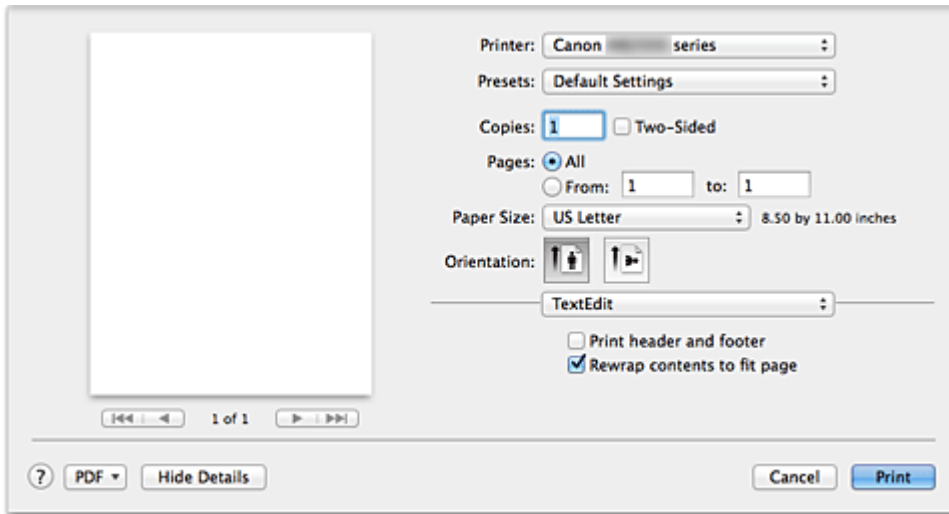 Printer: Canon series
Presets: Default Settings
Copies: 1 Two-Sided
Pages: All
From: 1 to: 1
Paper Size: US Letter 8.50 by 11.00 inches
Orientation:
TextEdit
Print header and footer
Rewrap contents to fit page
1 of 1
? PDF Hide Details Cancel Print